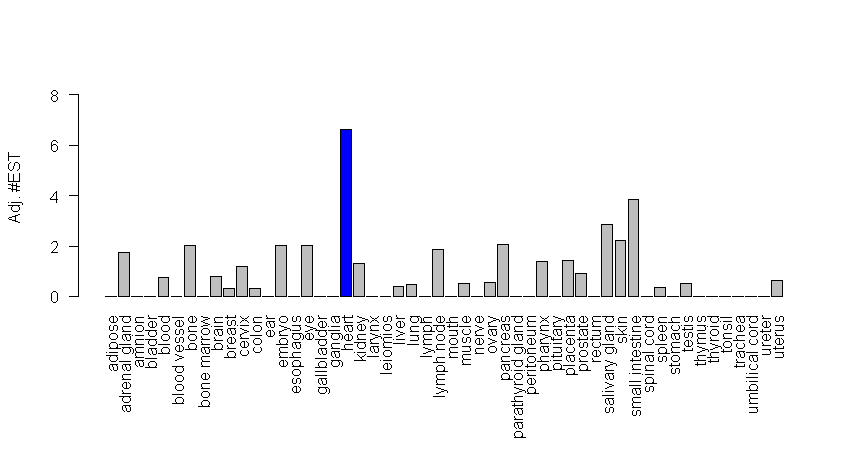 Adj. #EST
8
6
4
2
0
adipose
adrenal gland
amnion
bladder
blood
blood vessel
bone
bone marrow
brain
breast
cervix
colon
ear
embryo
esophagus
eye
gallbladder
ganglia
heart
kidney
larynx
leiomios
liver
lung
lymph
lymph node
mouth
muscle
nerve
ovary
pancreas
parathyroid gland
peritoneum
pharynx
pituitary
placenta
prostate
rectum
salivary gland
skin
small intestine
spinal cord
spleen
stomach
testis
thymus
thyroid
tonsil
trachea
umbilical cord
ureter
uterus